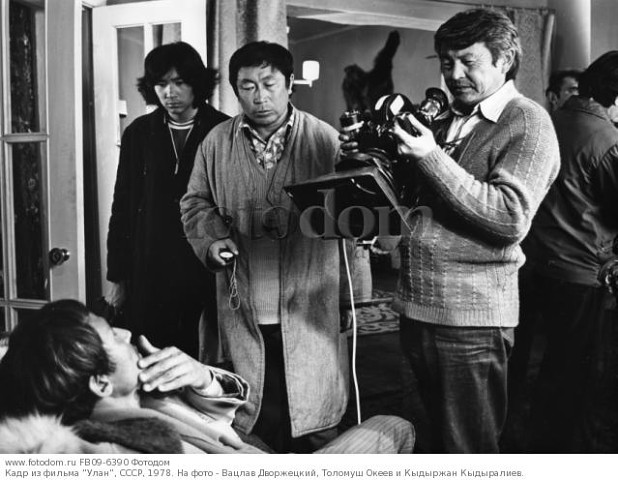 fotodom
www.fotodom.ru FB09-6390 Фотодом
Кадр из фильма "Улан", СССР, 1978. На фото - Вацлав Дворжецкий, Толомуш Океев и Кыдыржан Кыдыралиев.